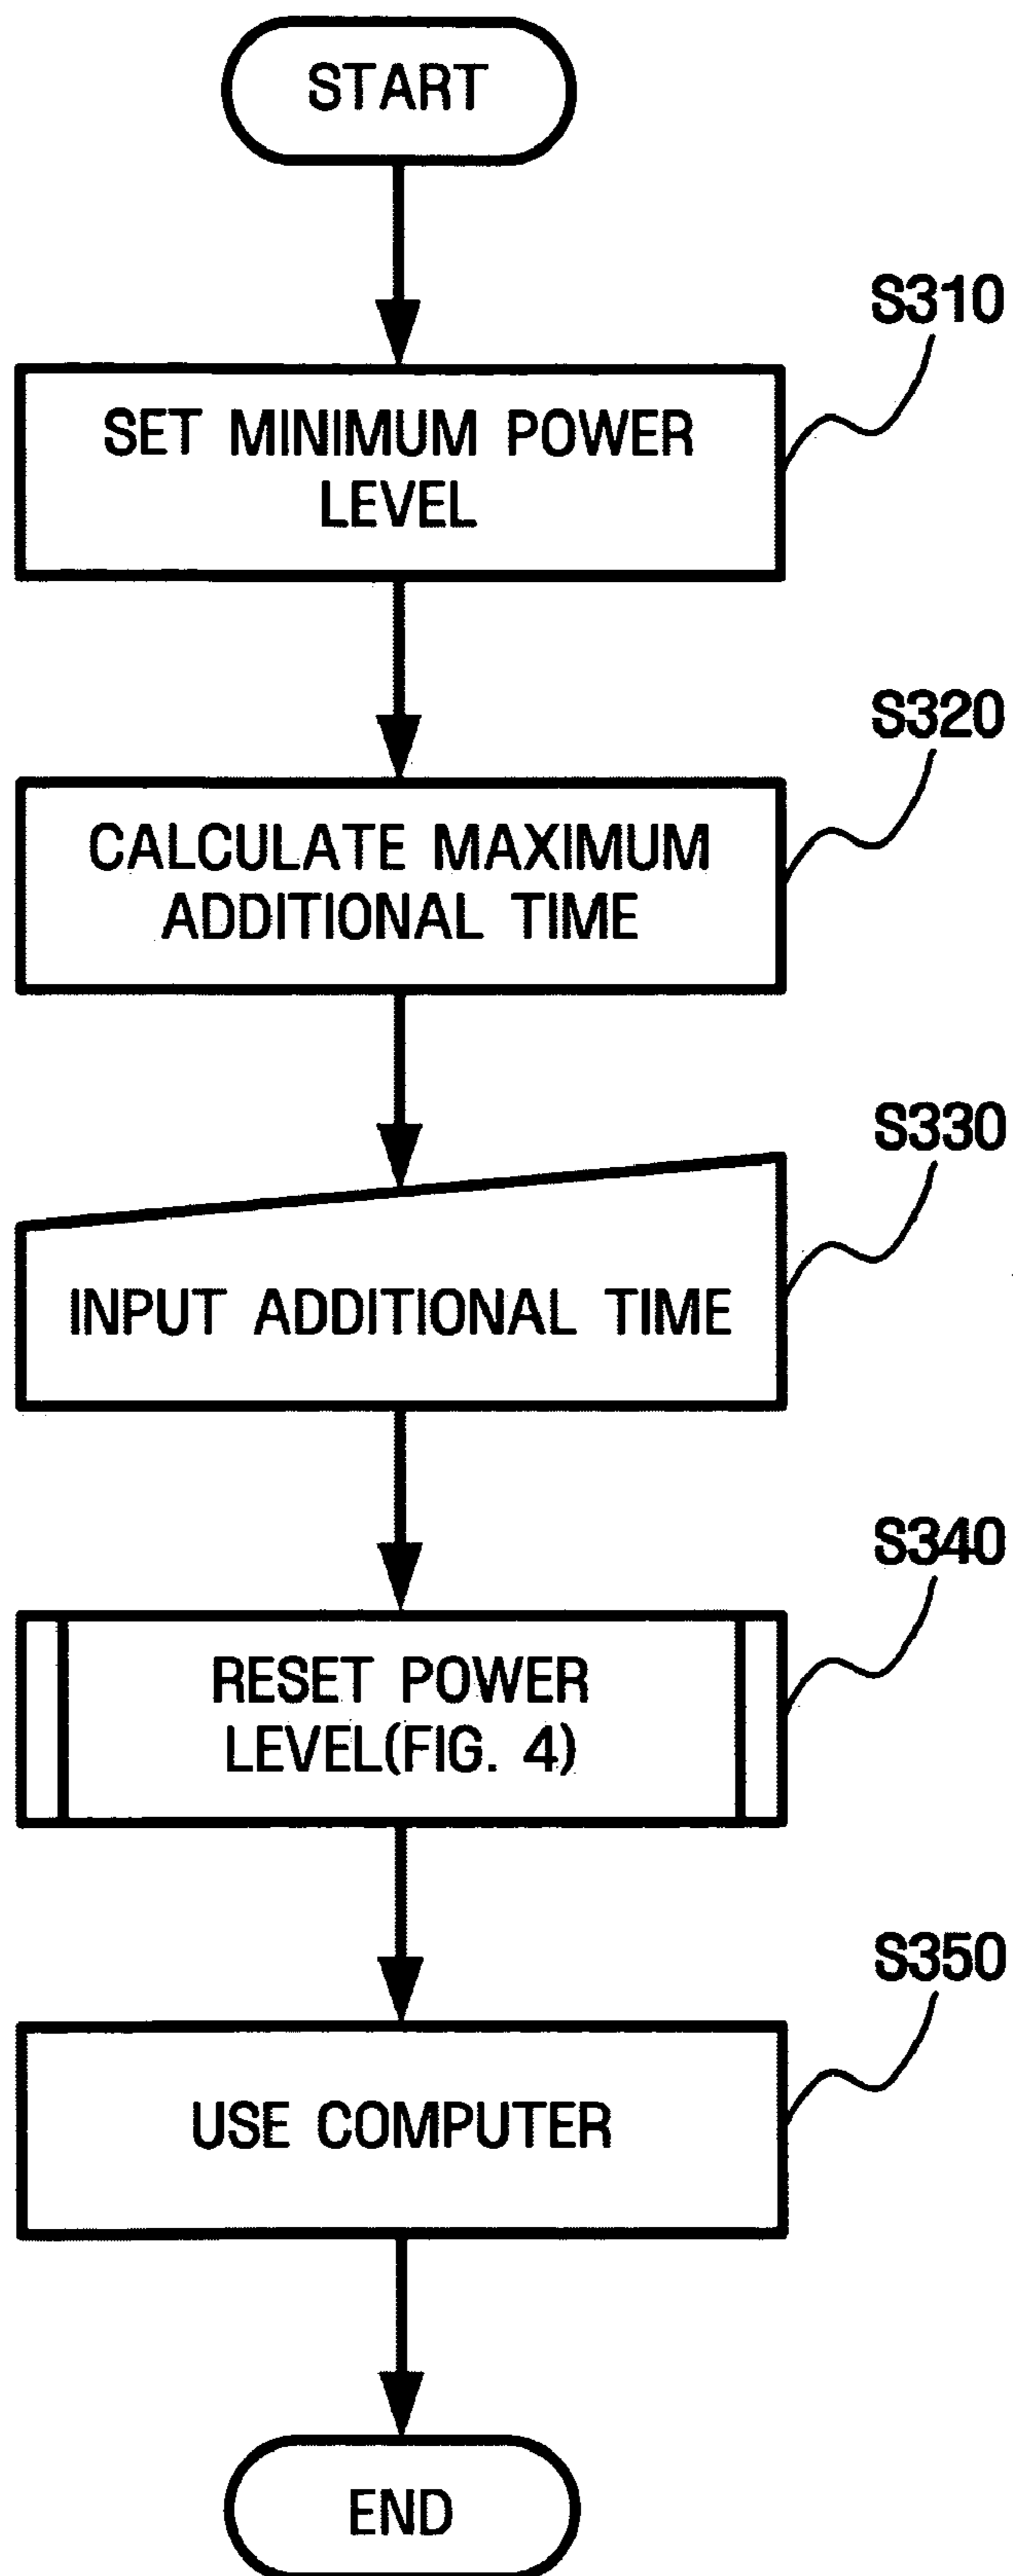 START
S310
SET MINIMUM POWER
LEVEL
S320
CALCULATE MAXIMUM
ADDITIONAL TIME
S330
INPUT ADDITIONAL TIME
S340
RESET POWER
LEVEL(FIG. 4)
S350
USE COMPUTER
END